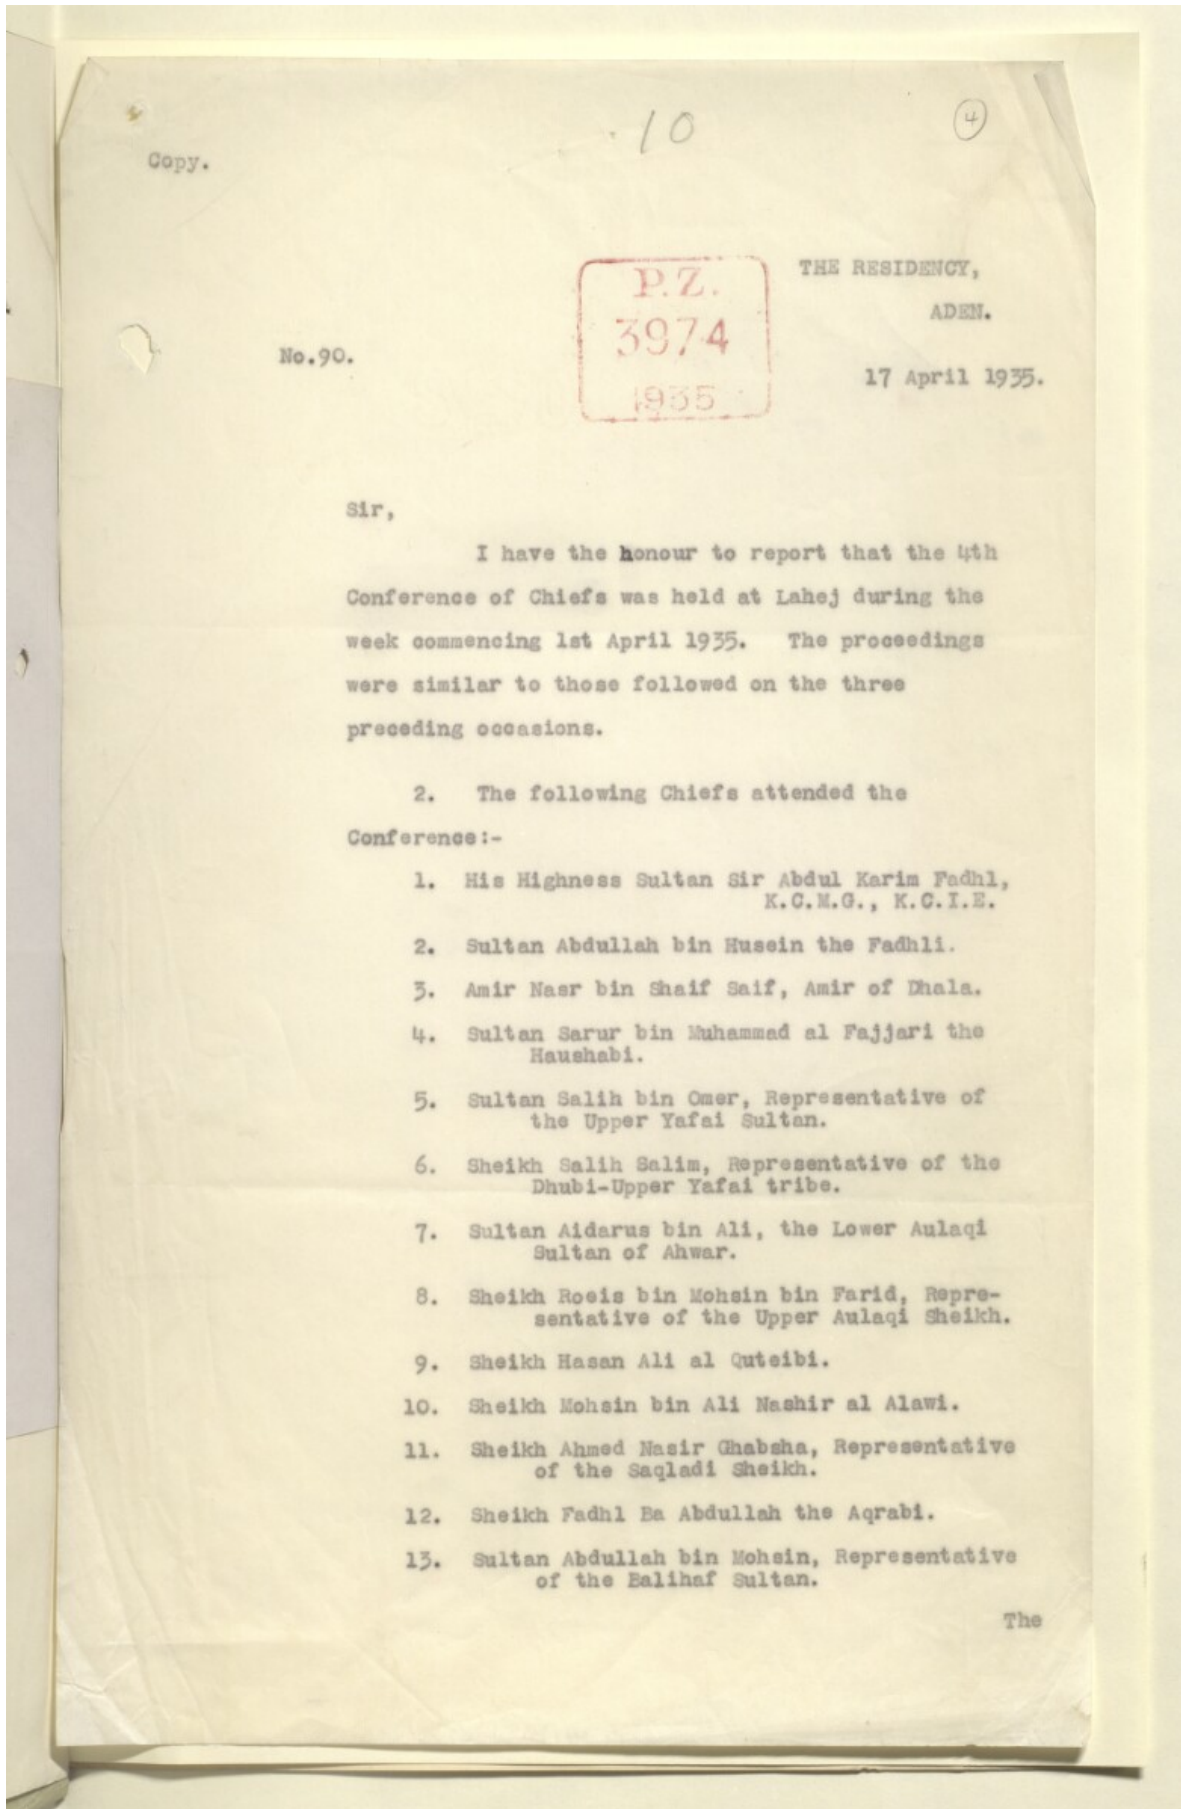 10
4
Copy.
P.Z.
3974
1935
THE RESIDENCY,
ADEN.
No.90.
17 April 1935.
Sir,
I have the honour to report that the 4th
Conference of Chiefs was held at Lahej during the
week commencing 1st April 1935. The proceedings
were similar to those followed on the three
preceding occasions.
2. The following Chiefs attended the
Conference:-
1. His Highness Sultan Sir Abdul Karim Fadhl,
K.C.M.G., K.C.I.E.
2. Sultan Abdullah bin Husein the Fadhli.
3. Amir Nasr bin Shaif Saif, Amir of Dhala.
4. Sultan Sarur bin Muhammad al Fajjari the
Haushabi.
5. Sultan Salih bin Omer, Representative of
the Upper Yafai Sultan.
6. Sheikh Salih Salim, Representative of the
Dhubi-Upper Yafai tribe.
7. Sultan Aidarus bin Ali, the Lower Aulaqi
Sultan of Ahwar.
8. Sheikh Roeis bin Mohsin bin Farid, Repre-
sentative of the Upper Aulaqi Sheikh.
9. Sheikh Hasan Ali al Quteibi.
10. Sheikh Mohsin bin Ali Nashir al Alawi.
11. Sheikh Ahmed Nasir Ghabsha, Representative
of the Saqladi Sheikh.
12. Sheikh Fadhl Ba Abdullah the Aqrabi.
13. Sultan Abdullah bin Mohsin, Representative
of the Balihaf Sultan.
The